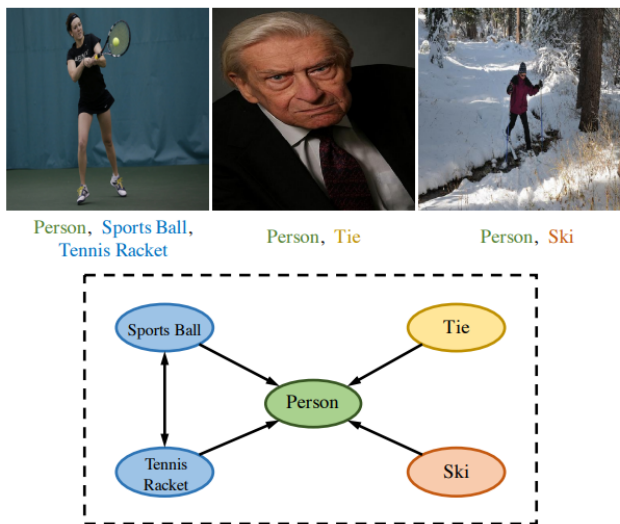 Person, Sports Ball,
Tennis Racket
Person, Tie
Person, Ski
Sports Ball
Tie
Person
Tennis
Racket
Ski